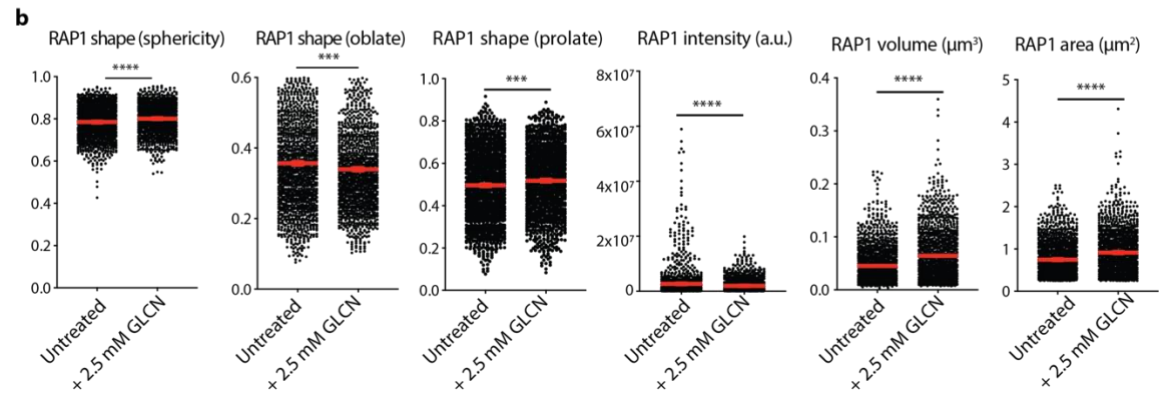 b
RAP1 shape (sphericity)
****
1.0
0.8
0.6
0.4
0.2
0.0
Untreated
+ 2.5 mM GLCN
RAP1 shape (oblate)
***
0.6
0.4
0.2
0.0
Untreated
+ 2.5 mM GLCN
RAP1 shape (prolate)
***
1.0
0.8
0.6
0.4
0.2
0.0
Untreated
+ 2.5 mM GLCN
RAP1 intensity (a.u.)
****
8x10⁷
6x10⁷
4x10⁷
2x10⁷
0
Untreated
+ 2.5 mM GLCN
RAP1 volume (µm³)
****
0.4
0.3
0.2
0.1
0.0
Untreated
+ 2.5 mM GLCN
RAP1 area (µm²)
****
5
4
3
2
1
0
Untreated
+ 2.5 mM GLCN